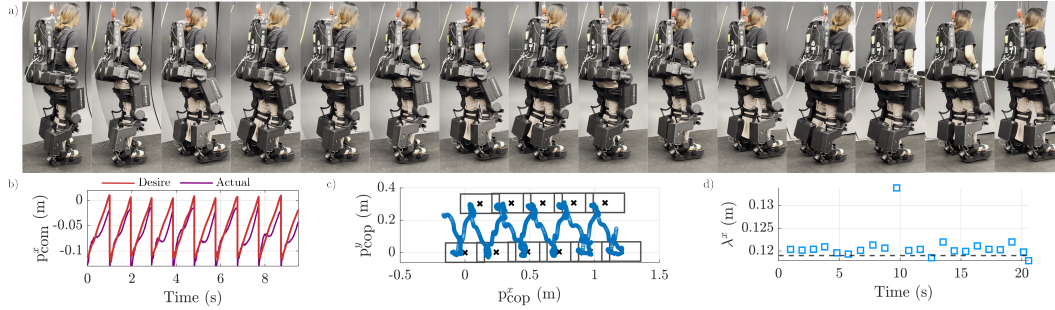 a)
b)
Desire
Actual
p^x_com (m)
0
-0.05
-0.1
0
2
4
6
8
Time (s)
c)
p^y_cop (m)
0.4
0.2
0
-0.5
0
0.5
1
1.5
p^x_cop (m)
d)
λ^x (m)
0.13
0.125
0.12
0
5
10
15
20
Time (s)